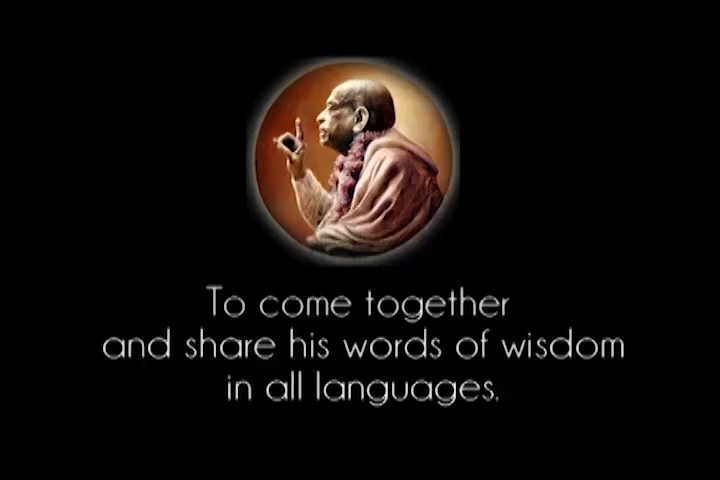 To come together
and share his words of wisdom
in all languages.